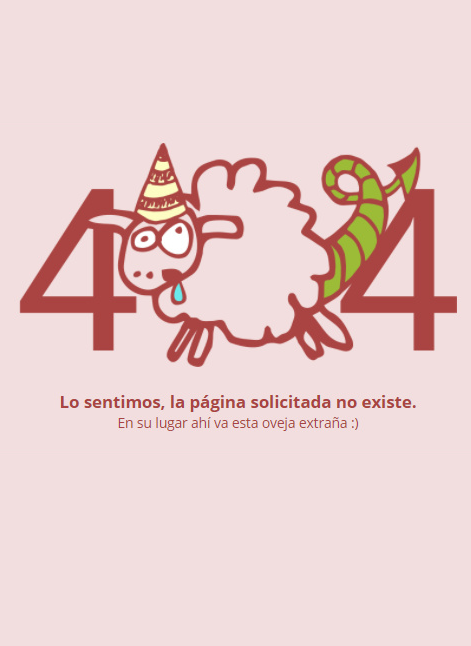 4 4
Lo sentimos, la página solicitada no existe.
En su lugar ahí va esta oveja extraña :)